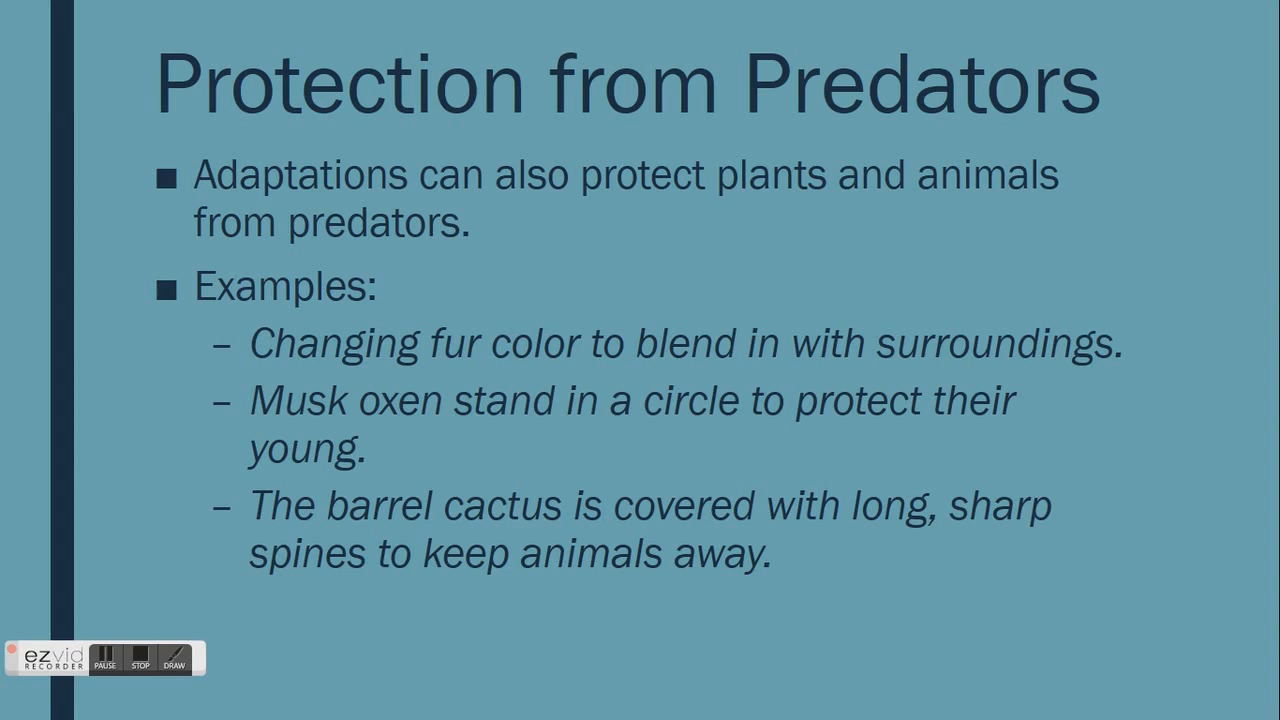 Protection from Predators
■ Adaptations can also protect plants and animals
from predators.
■ Examples:
– Changing fur color to blend in with surroundings.
– Musk oxen stand in a circle to protect their
young.
– The barrel cactus is covered with long, sharp
spines to keep animals away.
ezvid
RECORDER
PAUSE
STOP
DRAW